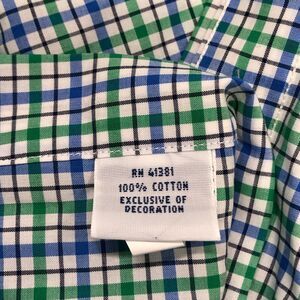 RN 41381
100% COTTON
EXCLUSIVE OF
DECORATION